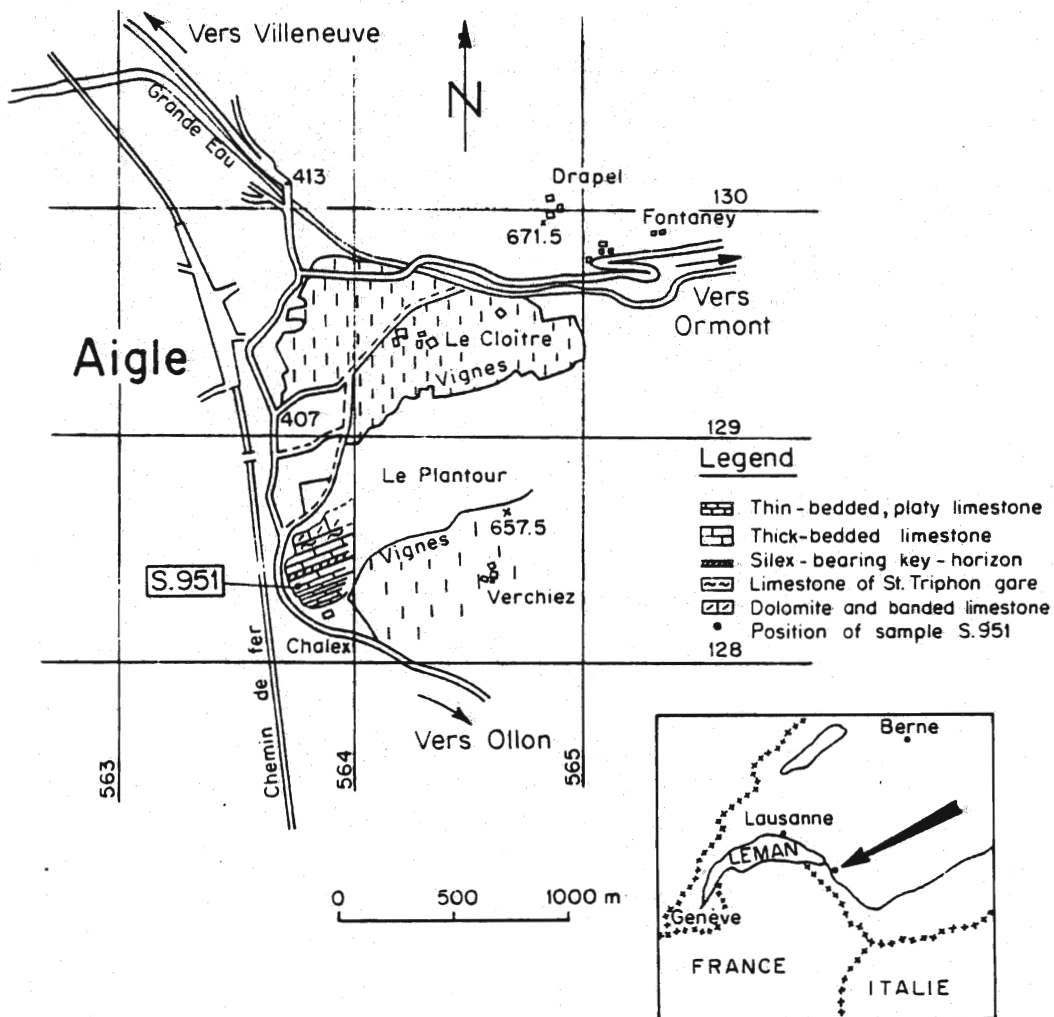 Vers Villeneuve
N
Grande Eau
413
Drapel
130
671.5
Fontaney
Vers
Ormont
Aigle
Le Cloitre
Vignes
407
129
Legend
Le Plantour
Thin-bedded, platy limestone
657.5
Thick-bedded limestone
Vignes
Silex-bearing key-horizon
S.951
Limestone of St. Triphon gare
Verchiez
Dolomite and banded limestone
Position of sample S.951
Chalex
128
Chemin de fer
Vers Ollon
563
564
565
Berne
Lausanne
LEMAN
0 500 1000 m
Genève
FRANCE
ITALIE